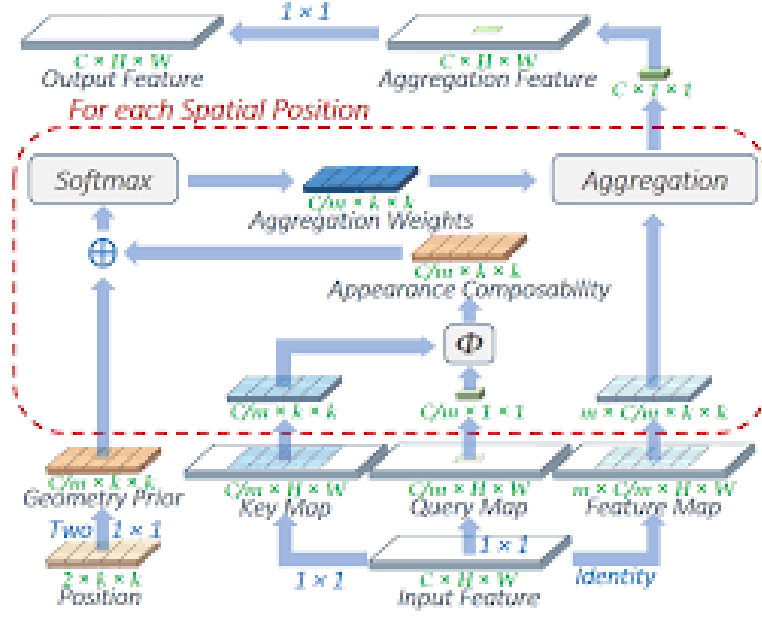 1 × 1
C × H × W
Output Feature
C × H × W
Aggregation Feature
C × 1 × 1
For each Spatial Position
Softmax
C/m × k × k
Aggregation Weights
Aggregation
C/m × k × k
Appearance Composability
Φ
C/m × k × k
C/m × 1 × 1
m × C/m × k × k
C/m × k × k
Geometry Prior
C/m × H × W
Key Map
C/m × H × W
Query Map
m × C/m × H × W
Feature Map
Two 1 × 1
1 × 1
1 × 1
Identity
2 × k × k
Position
C × H × W
Input Feature